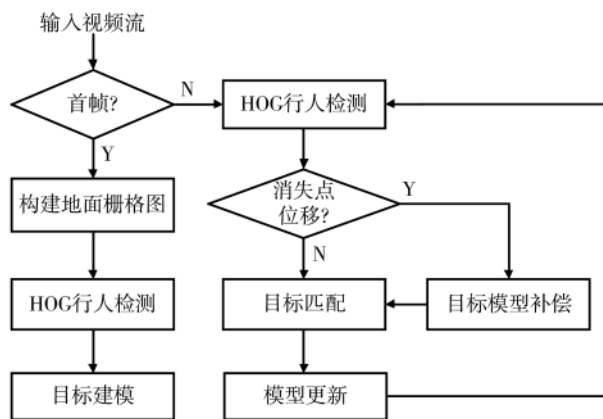 输入视频流
首帧?
N
HOG行人检测
Y
消失点
位移?
Y
构建地面栅格图
N
HOG行人检测
目标匹配
目标模型补偿
目标建模
模型更新